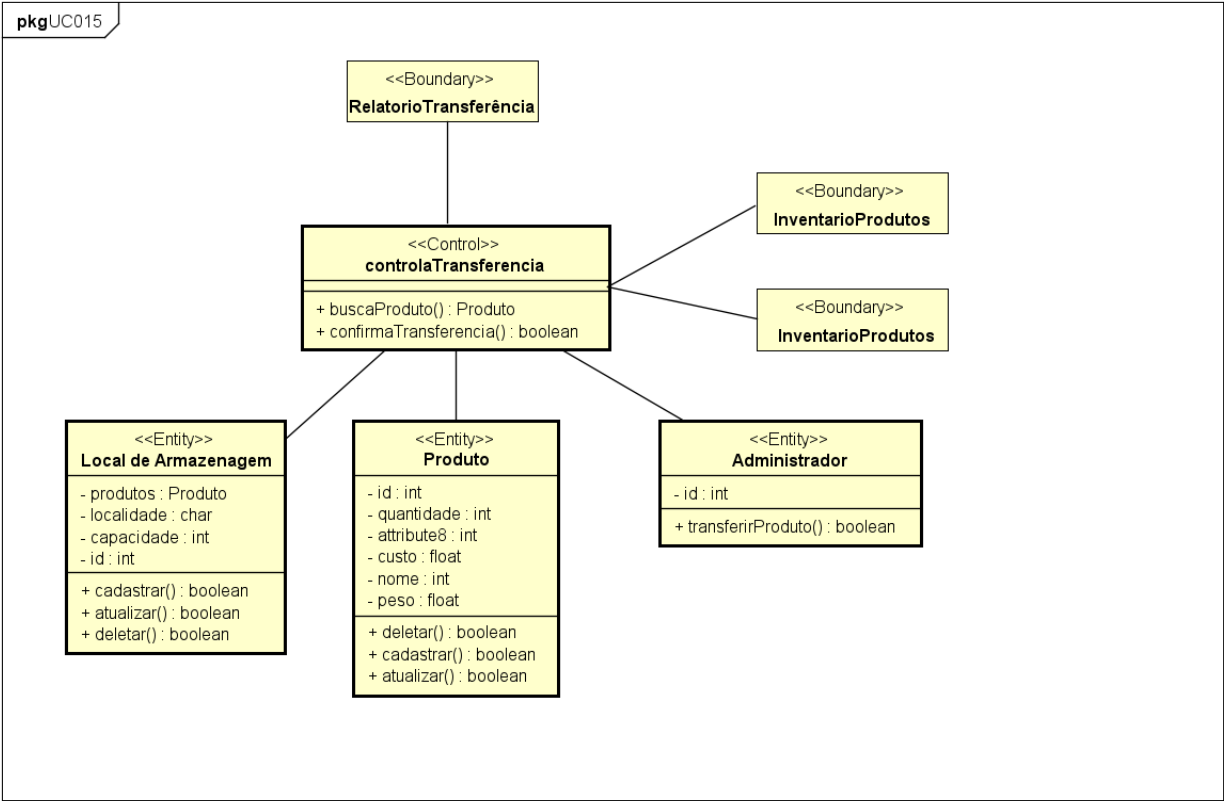 pkg UC015
<<Boundary>>
RelatorioTransferência
<<Boundary>>
InventarioProdutos
<<Control>>
controlaTransferencia
+ buscaProduto() : Produto
+ confirmaTransferencia() : boolean
<<Boundary>>
InventarioProdutos
<<Entity>>
Local de Armazenagem
- produtos : Produto
- localidade : char
- capacidade : int
- id : int
+ cadastrar() : boolean
+ atualizar() : boolean
+ deletar() : boolean
<<Entity>>
Produto
- id : int
- quantidade : int
- attribute8 : int
- custo : float
- nome : int
- peso : float
+ deletar() : boolean
+ cadastrar() : boolean
+ atualizar() : boolean
<<Entity>>
Administrador
- id : int
+ transferirProduto() : boolean